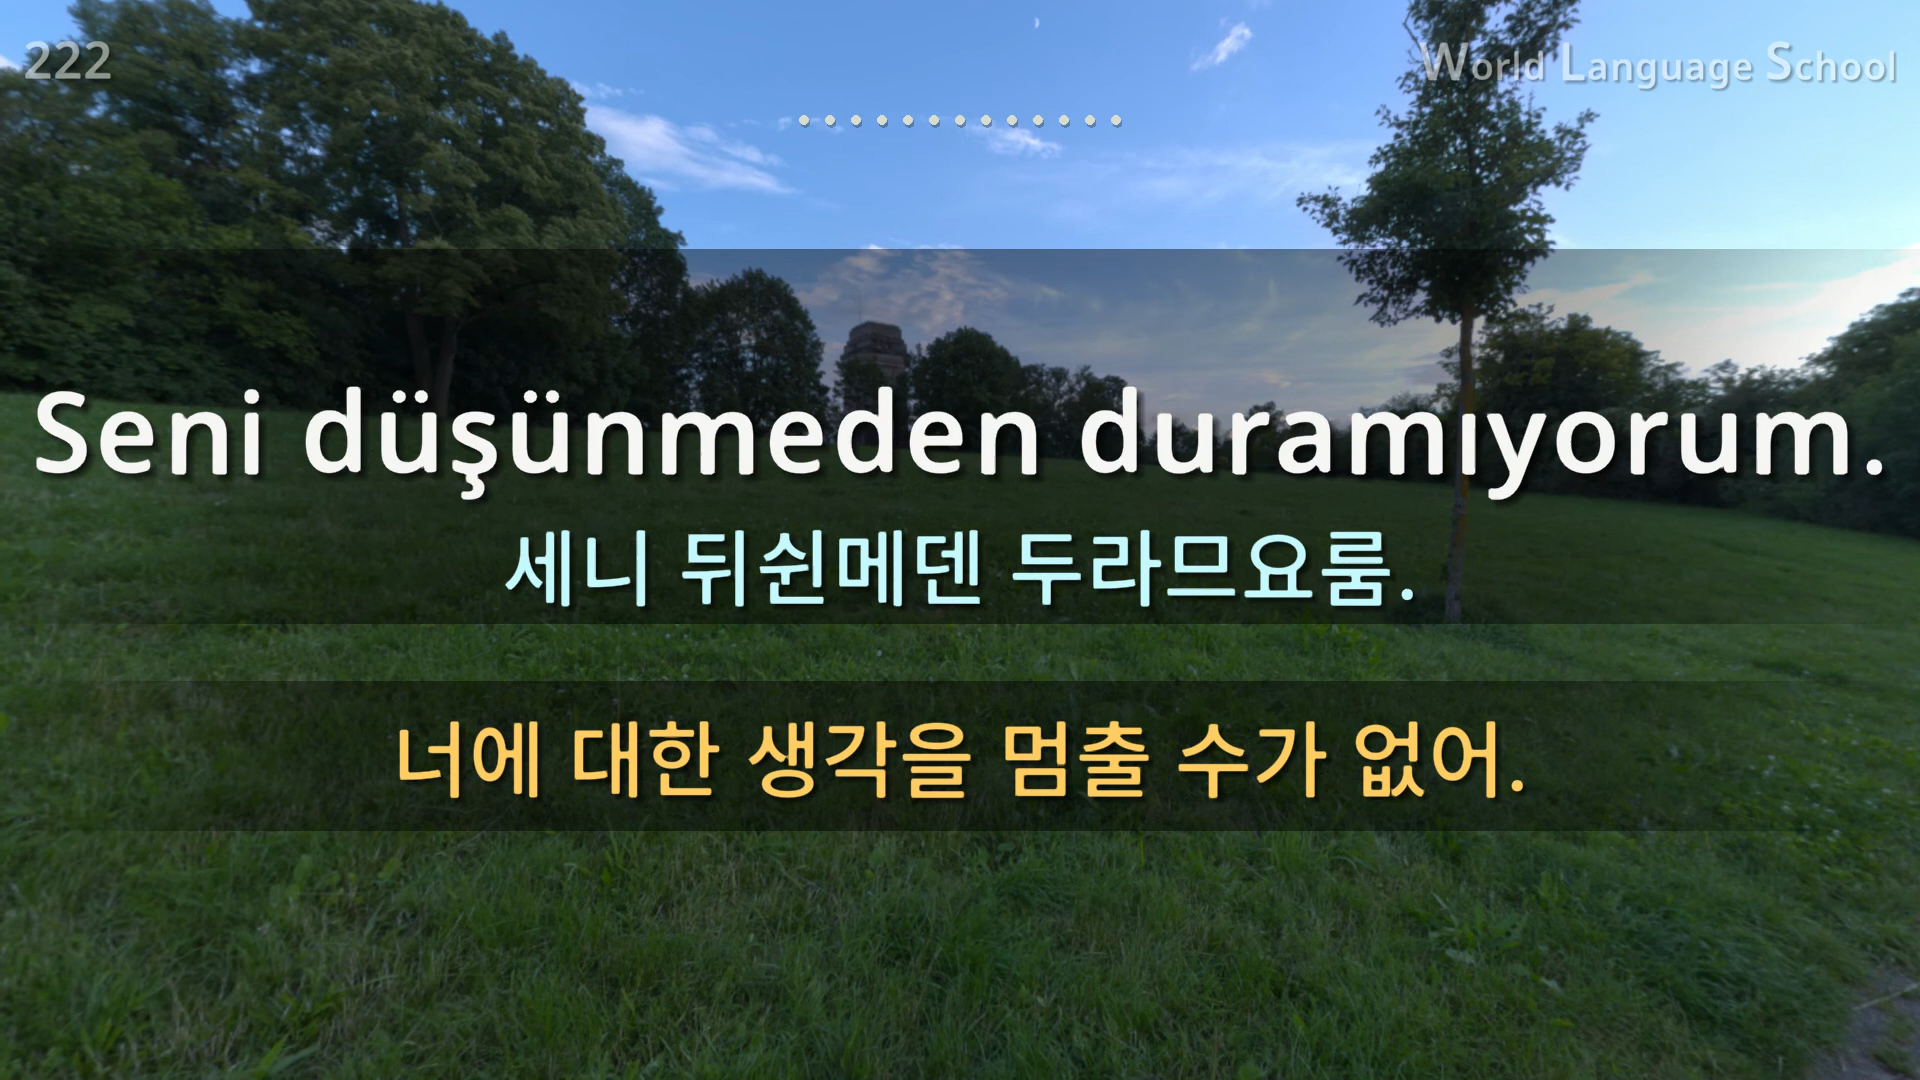 222
World Language School
.............
Seni düşünmeden duramıyorum.
세니 뒤쉰메덴 두라므요룸.
너에 대한 생각을 멈출 수가 없어.